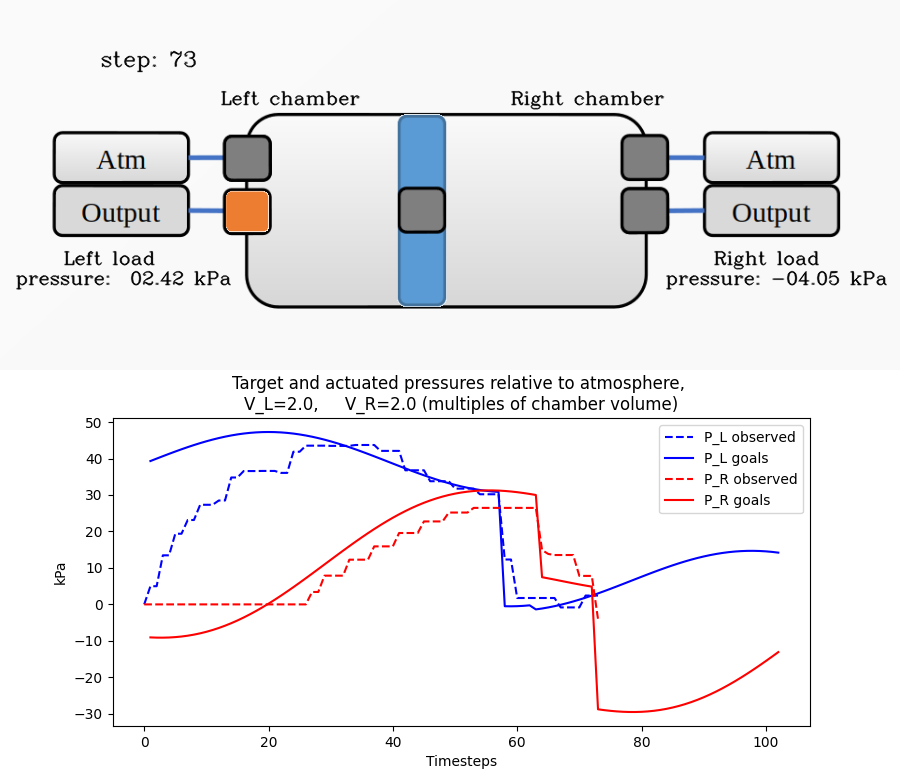 step: 73
Left chamber
Right chamber
Atm
Atm
Output
Output
Left load
pressure: 02.42 kPa
Right load
pressure: −04.05 kPa
Target and actuated pressures relative to atmosphere,
V_L=2.0, V_R=2.0 (multiples of chamber volume)
50
40
30
20
10
0
−10
−20
−30
kPa
P_L observed
P_L goals
P_R observed
P_R goals
0 20 40 60 80 100
Timesteps